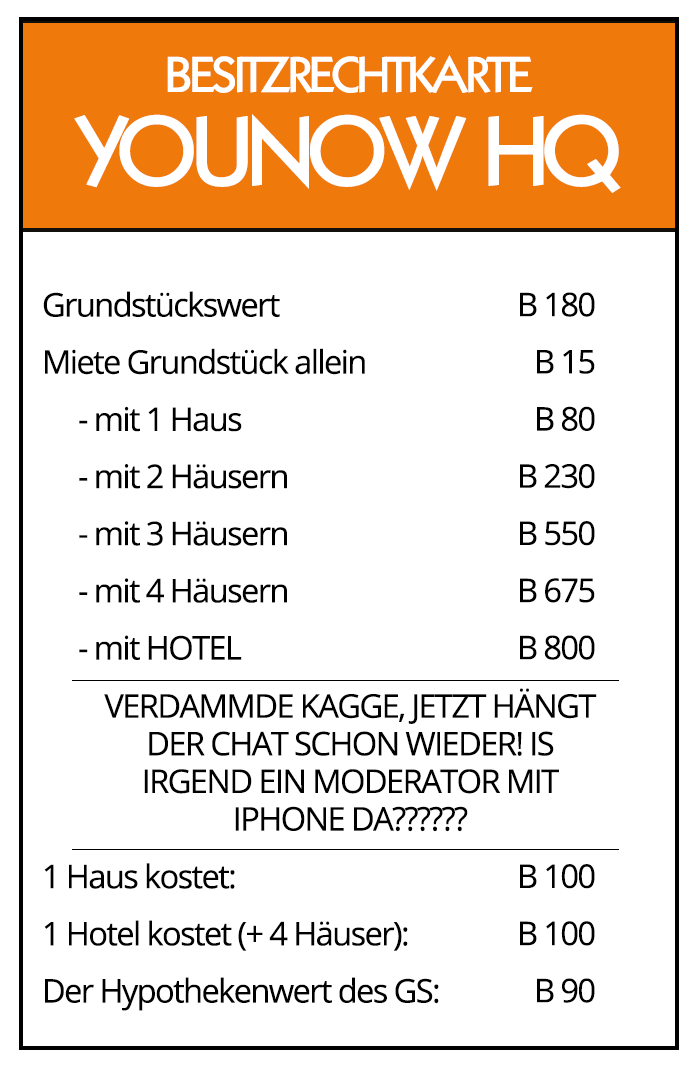 BESITZRECHTKARTE
YOUNOW HQ
Grundstückswert B 180
Miete Grundstück allein B 15
- mit 1 Haus B 80
- mit 2 Häusern B 230
- mit 3 Häusern B 550
- mit 4 Häusern B 675
- mit HOTEL B 800
VERDAMMDE KAGGE, JETZT HÄNGT
DER CHAT SCHON WIEDER! IS
IRGEND EIN MODERATOR MIT
IPHONE DA??????
1 Haus kostet: B 100
1 Hotel kostet (+ 4 Häuser): B 100
Der Hypothekenwert des GS: B 90